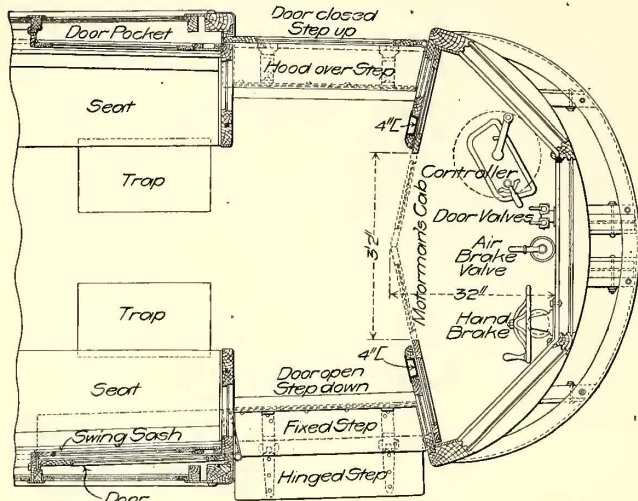 Door Pocket
Door closed
Step up
Hood over Step
Seat
4"[
Trap
Controller
Motorman's Cab
Door Valves
3'2"
Air
Brake
Valve
32"
Trap
Hand
Brake
4"[
Seat
Door open
Step down
Swing Sash
Fixed Step
Hinged Step
Door